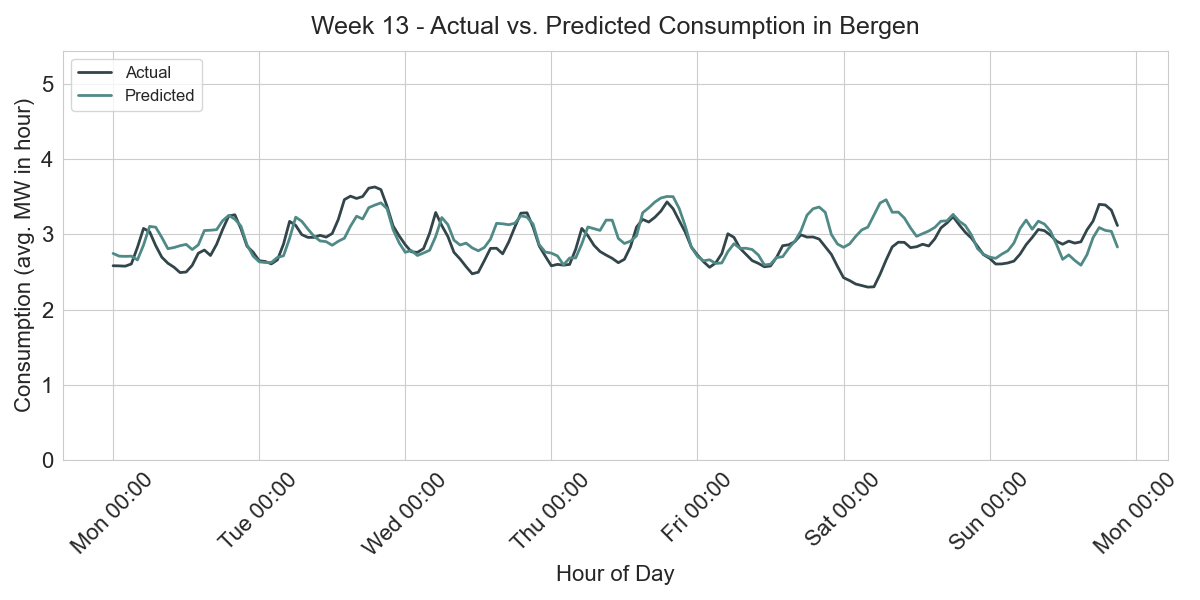 Week 13 - Actual vs. Predicted Consumption in Bergen
Actual
Predicted
Consumption (avg. MW in hour)
5
4
3
2
1
0
Mon 00:00
Tue 00:00
Wed 00:00
Thu 00:00
Fri 00:00
Sat 00:00
Sun 00:00
Mon 00:00
Hour of Day